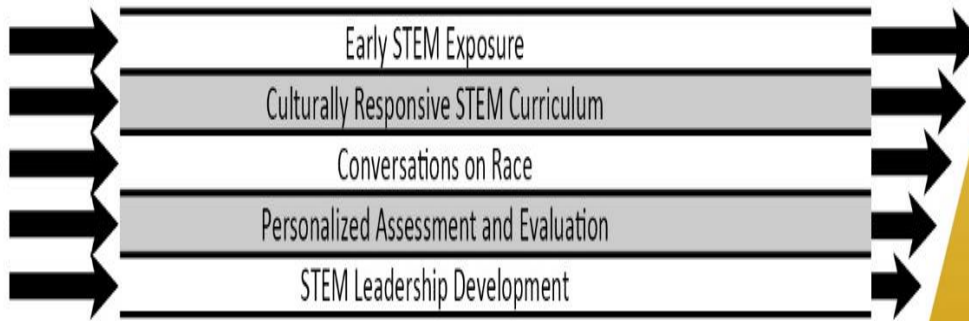 Early STEM Exposure
Culturally Responsive STEM Curriculum
Conversations on Race
Personalized Assessment and Evaluation
STEM Leadership Development